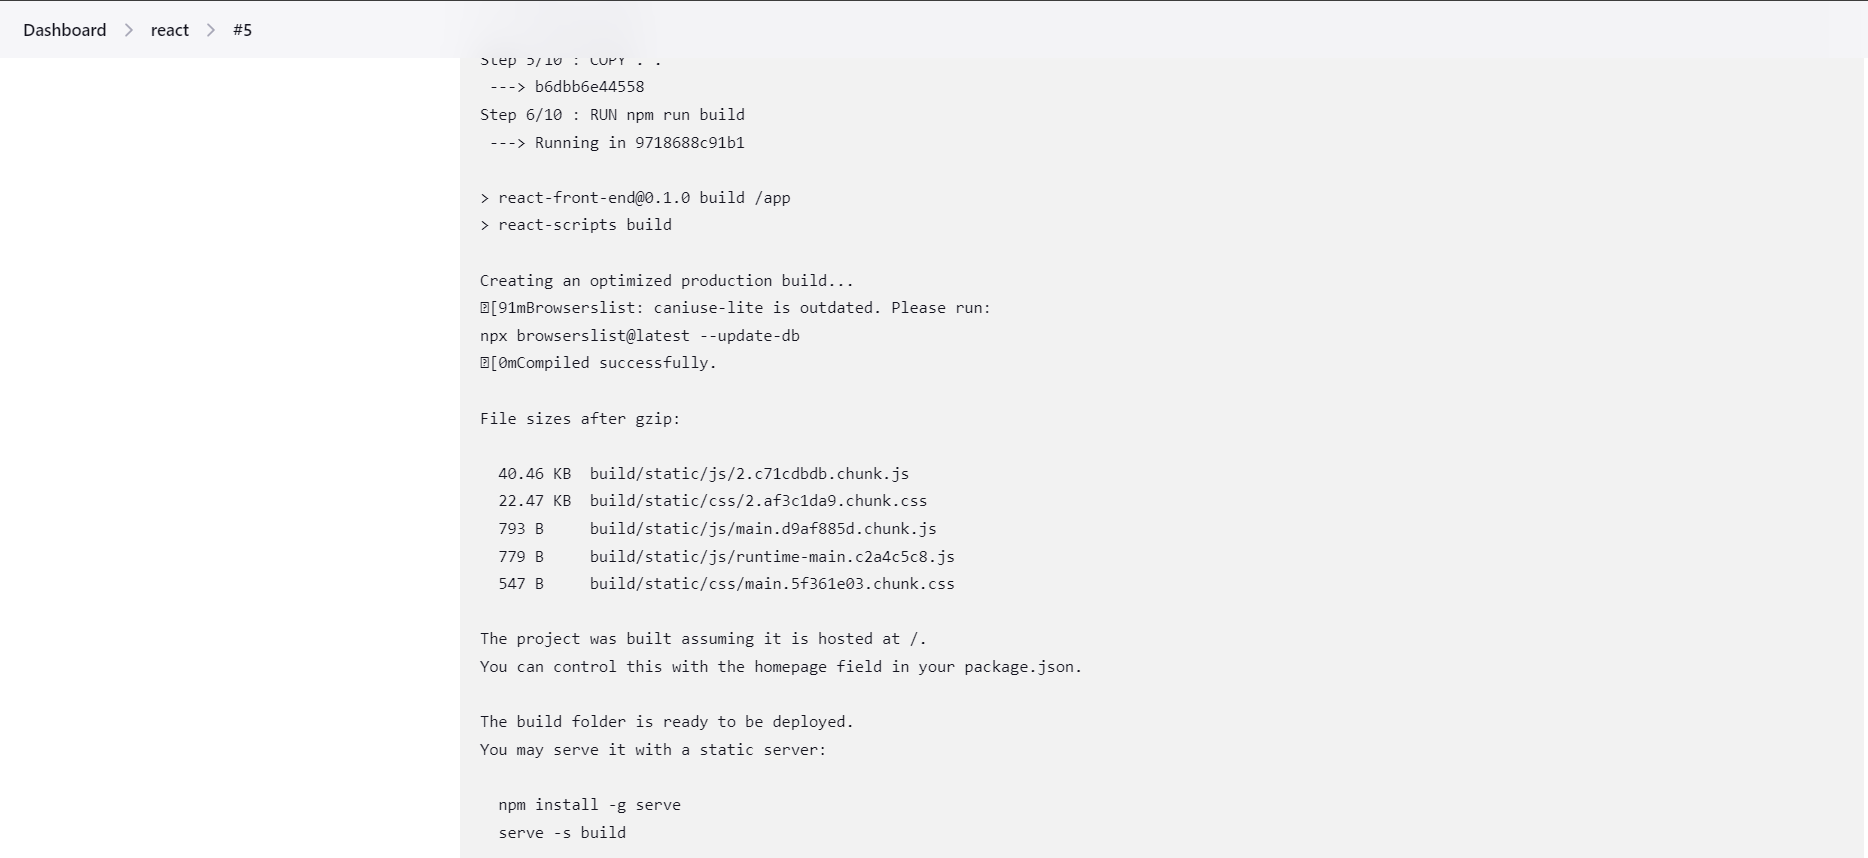 Dashboard > react > #5
Step 5/10 : COPY . .
 ---> b6dbb6e44558
Step 6/10 : RUN npm run build
 ---> Running in 9718688c91b1

> react-front-end@0.1.0 build /app
> react-scripts build

Creating an optimized production build...
[91mBrowserslist: caniuse-lite is outdated. Please run:
npx browserslist@latest --update-db
[0mCompiled successfully.

File sizes after gzip:

  40.46 KB  build/static/js/2.c71cdbdb.chunk.js
  22.47 KB  build/static/css/2.af3c1da9.chunk.css
  793 B     build/static/js/main.d9af885d.chunk.js
  779 B     build/static/js/runtime-main.c2a4c5c8.js
  547 B     build/static/css/main.5f361e03.chunk.css

The project was built assuming it is hosted at /.
You can control this with the homepage field in your package.json.

The build folder is ready to be deployed.
You may serve it with a static server:

  npm install -g serve
  serve -s build